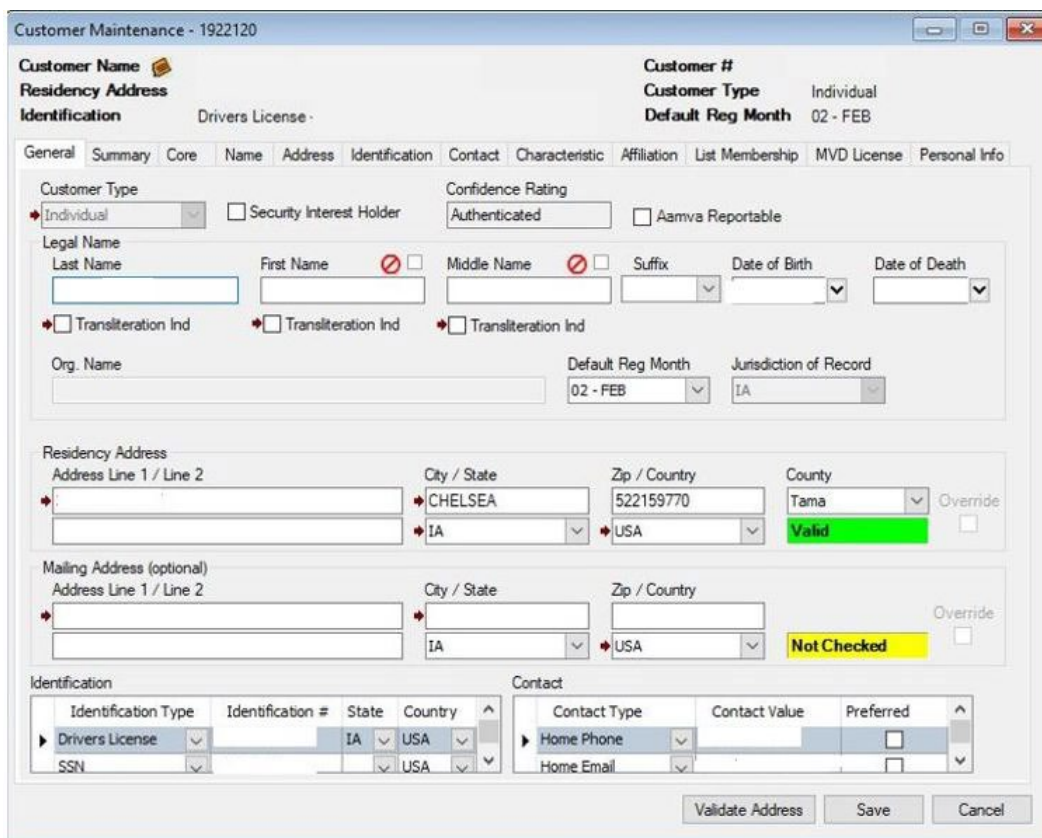 Customer Maintenance - 1922120
Customer Name Customer #
Residency Address Customer Type Individual
Identification Drivers License - Default Reg Month 02 - FEB
General Summary Core Name Address Identification Contact Characteristic Affiliation List Membership MVD License Personal Info
Customer Type Confidence Rating
Individual Security Interest Holder Authenticated Aamva Reportable
Legal Name
Last Name First Name Middle Name Suffix Date of Birth Date of Death
Transliteration Ind Transliteration Ind Transliteration Ind
Org. Name Default Reg Month Jurisdiction of Record
02 - FEB IA
Residency Address
Address Line 1 / Line 2 City / State Zip / Country County
CHELSEA 522159770 Tama Override
IA USA Valid
Mailing Address (optional)
Address Line 1 / Line 2 City / State Zip / Country
Override
IA USA Not Checked
Identification Contact
Identification Type Identification # State Country Contact Type Contact Value Preferred
Drivers License IA USA Home Phone
SSN USA Home Email
Validate Address Save Cancel